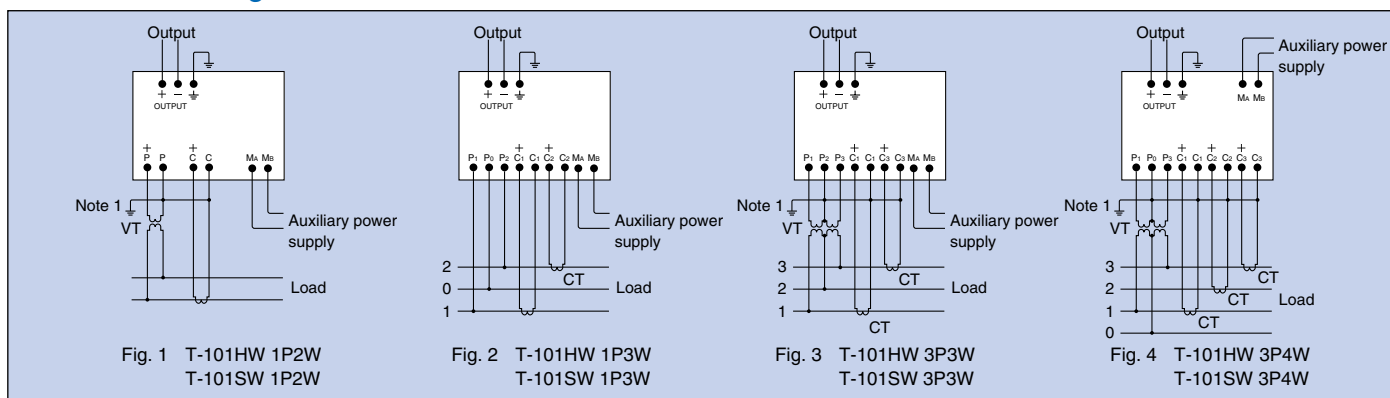 Output
+ − ⏚
OUTPUT
+ +
P P C C MA MB
Note 1
VT
Auxiliary power
supply
Load
Fig. 1 T-101HW 1P2W
T-101SW 1P2W
Output
+ − ⏚
OUTPUT
+ +
P1 P0 P2 C1 C1 C2 C2 MA MB
Auxiliary power
supply
2
CT
0
Load
1
Fig. 2 T-101HW 1P3W
T-101SW 1P3W
Output
+ − ⏚
OUTPUT
+ +
P1 P2 P3 C1 C1 C3 C3 MA MB
Note 1
VT
Auxiliary power
supply
3
CT
2
Load
1
CT
Fig. 3 T-101HW 3P3W
T-101SW 3P3W
Output
Auxiliary power
supply
+ − ⏚
MA MB
OUTPUT
+ + +
P1 P0 P3 C1 C1 C2 C2 C3 C3
Note 1
VT
3
CT
2
CT
Load
1
CT
0
Fig. 4 T-101HW 3P4W
T-101SW 3P4W